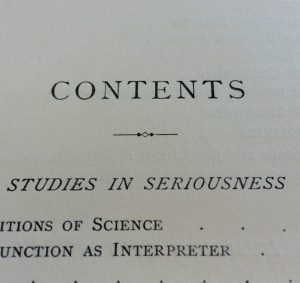 CONTENTS
STUDIES IN SERIOUSNESS
ITIONS OF SCIENCE . . .
UNCTION AS INTERPRETER .